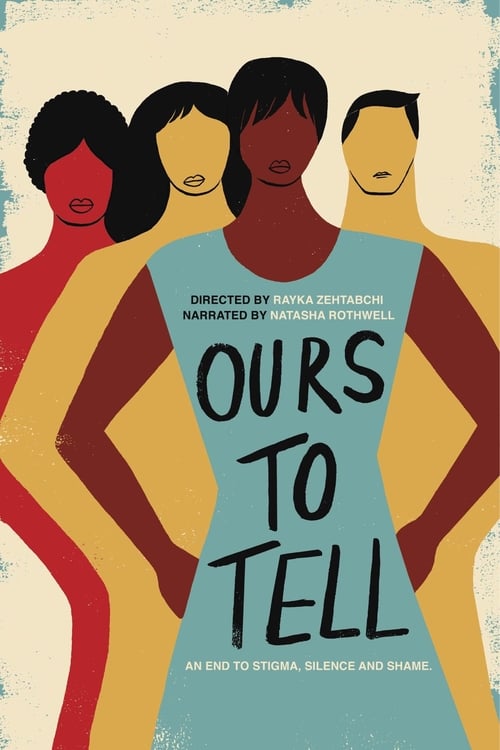 DIRECTED BY RAYKA ZEHTABCHI
NARRATED BY NATASHA ROTHWELL
OURS
TO
TELL
AN END TO STIGMA, SILENCE AND SHAME.